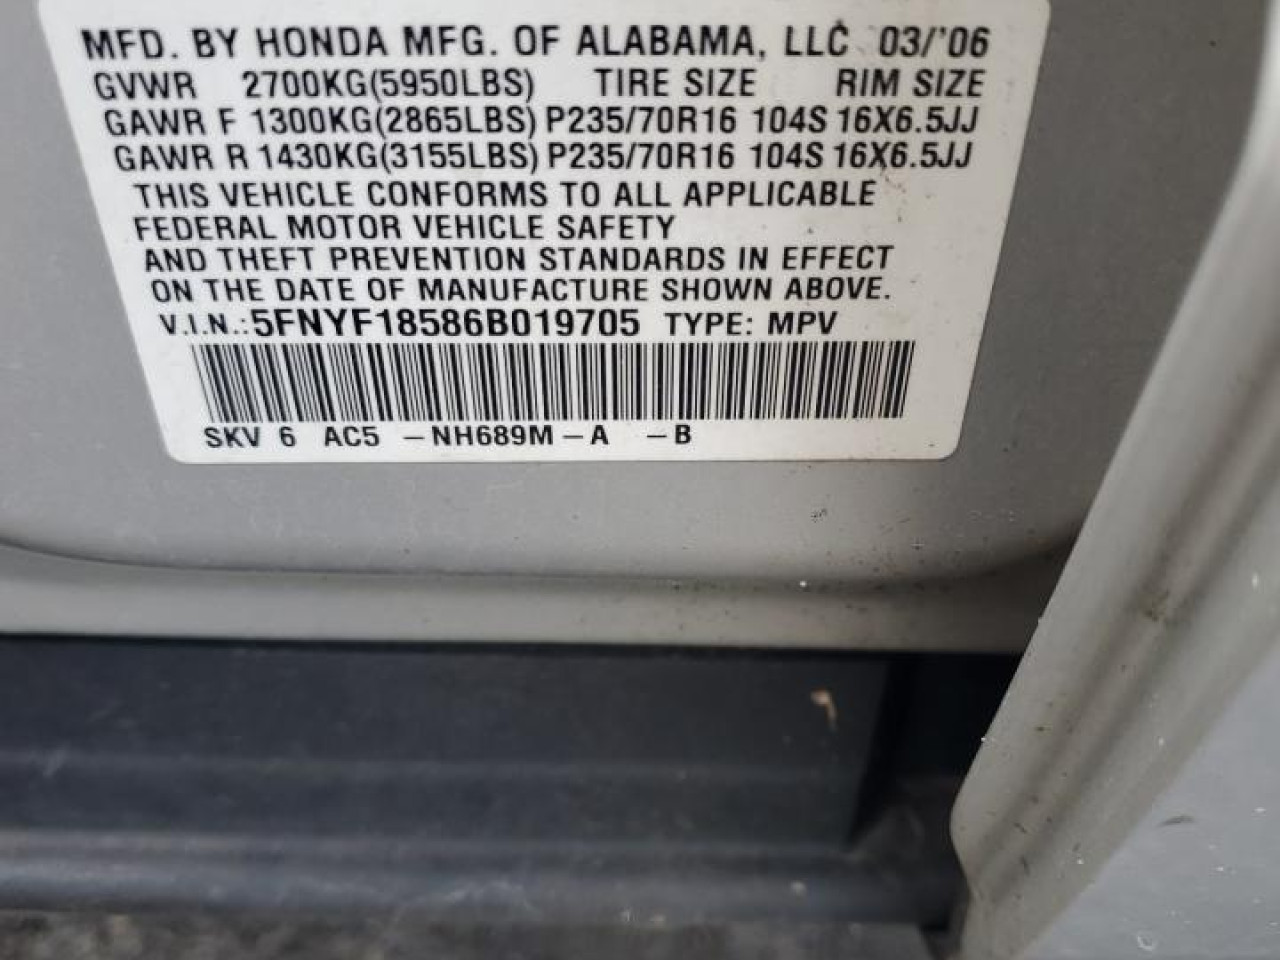 MFD. BY HONDA MFG. OF ALABAMA, LLC 03/'06
GVWR 2700KG(5950LBS) TIRE SIZE RIM SIZE
GAWR F 1300KG(2865LBS) P235/70R16 104S 16X6.5JJ
GAWR R 1430KG(3155LBS) P235/70R16 104S 16X6.5JJ
THIS VEHICLE CONFORMS TO ALL APPLICABLE
FEDERAL MOTOR VEHICLE SAFETY
AND THEFT PREVENTION STANDARDS IN EFFECT
ON THE DATE OF MANUFACTURE SHOWN ABOVE.
V.I.N.: 5FNYF18586B019705 TYPE: MPV
SKV 6 AC5 -NH689M-A -B